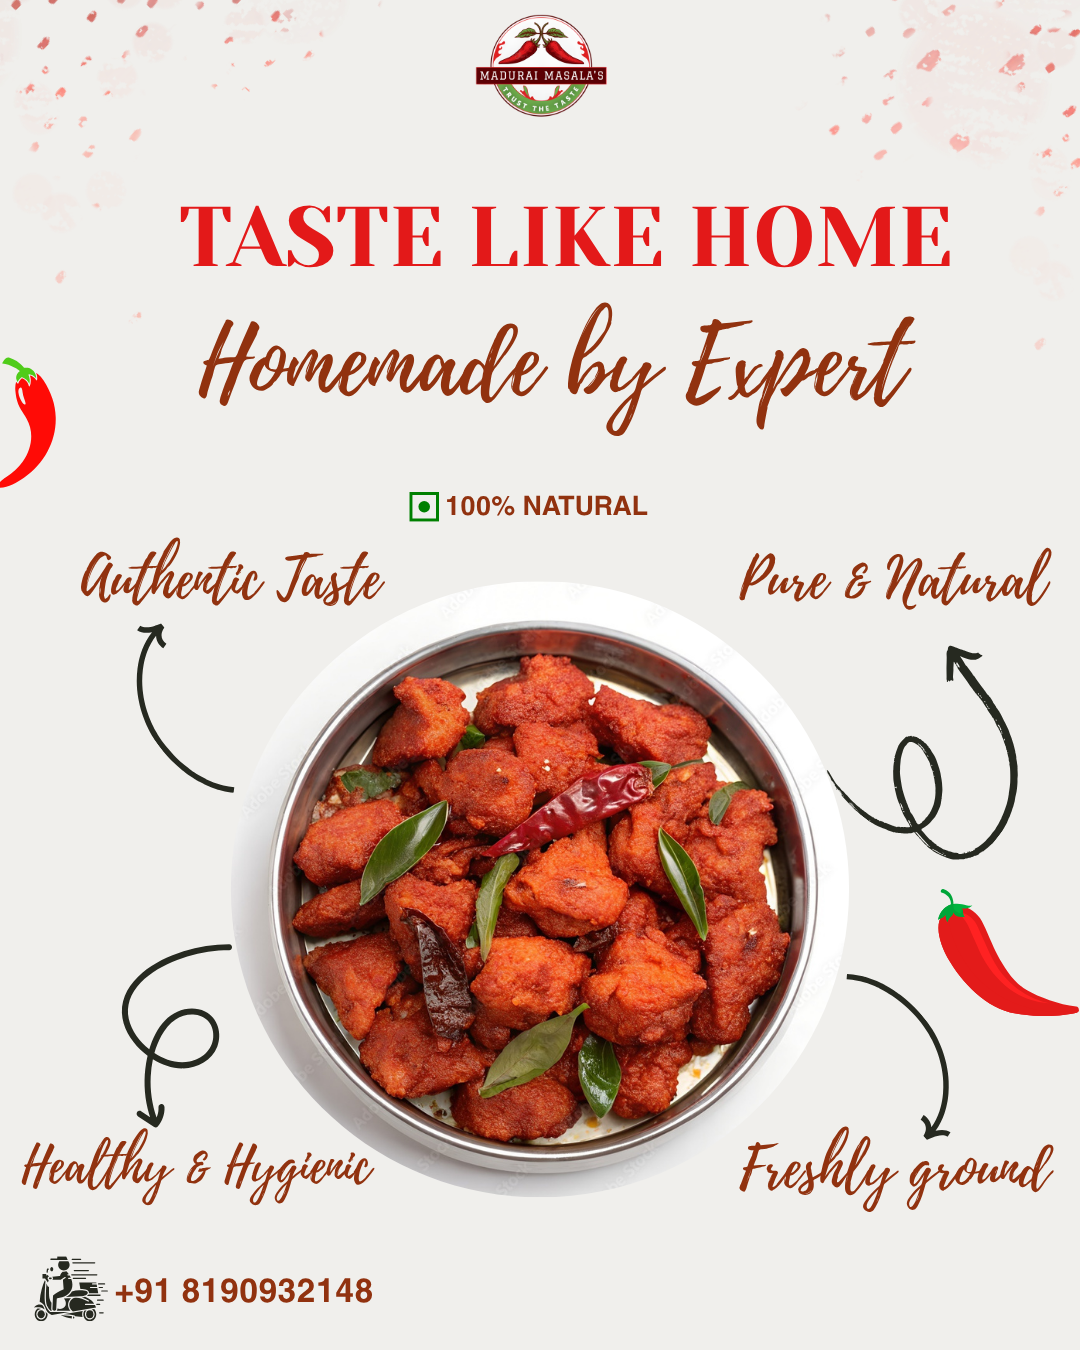 MADURAI MASALA'S
TRUST THE TASTE
TASTE LIKE HOME
Homemade by Expert
100% NATURAL
Authentic Taste
Pure & Natural
Healthy & Hygienic
Freshly ground
+91 8190932148